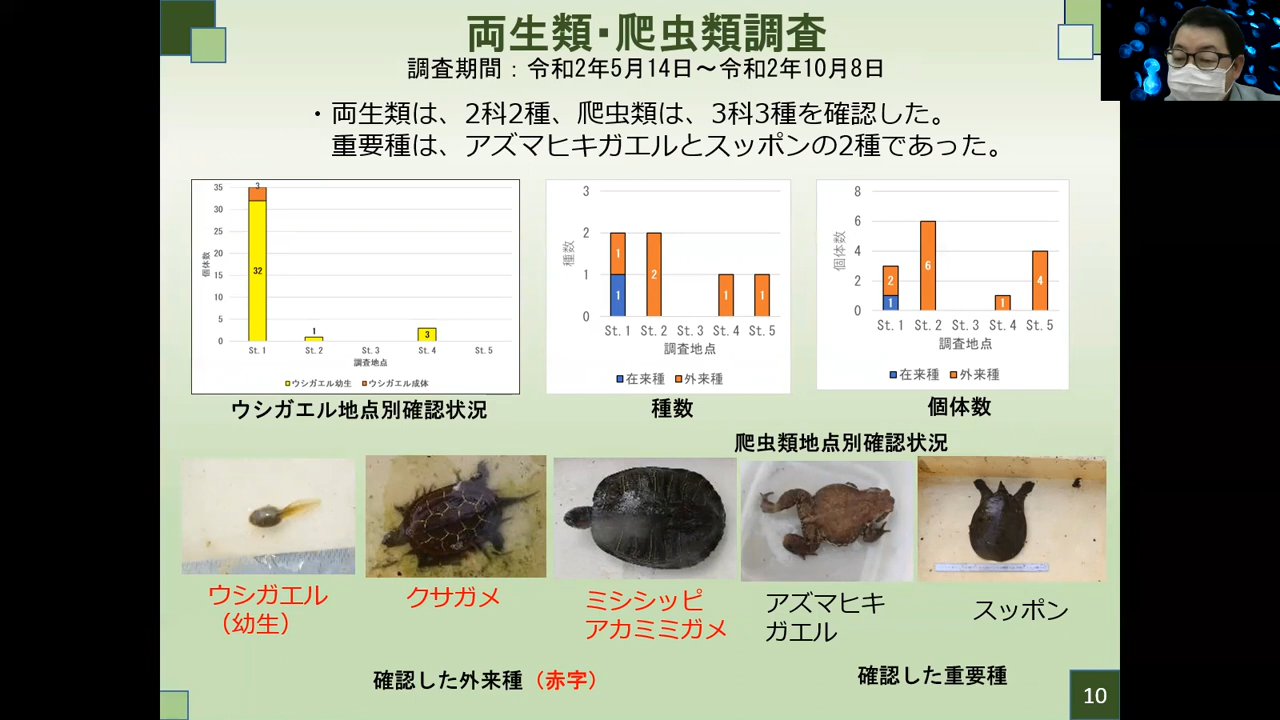 両生類・爬虫類調査
調査期間：令和2年5月14日～令和2年10月8日
・両生類は、2科2種、爬虫類は、3科3種を確認した。
重要種は、アズマヒキガエルとスッポンの2種であった。
35
30
25
20
15
10
5
0
個体数
3
32
1
3
St. 1
St. 2
St. 3
St. 4
St. 5
調査地点
ウシガエル幼生
ウシガエル成体
ウシガエル地点別確認状況
3
2
1
0
種数
1
1
2
1
1
St. 1
St. 2
St. 3
St. 4
St. 5
調査地点
在来種
外来種
種数
8
6
4
2
0
個体数
2
1
6
1
4
St. 1
St. 2
St. 3
St. 4
St. 5
調査地点
在来種
外来種
個体数
爬虫類地点別確認状況
ウシガエル
（幼生）
クサガメ
ミシシッピ
アカミミガメ
アズマヒキ
ガエル
スッポン
確認した外来種（赤字）
確認した重要種
10